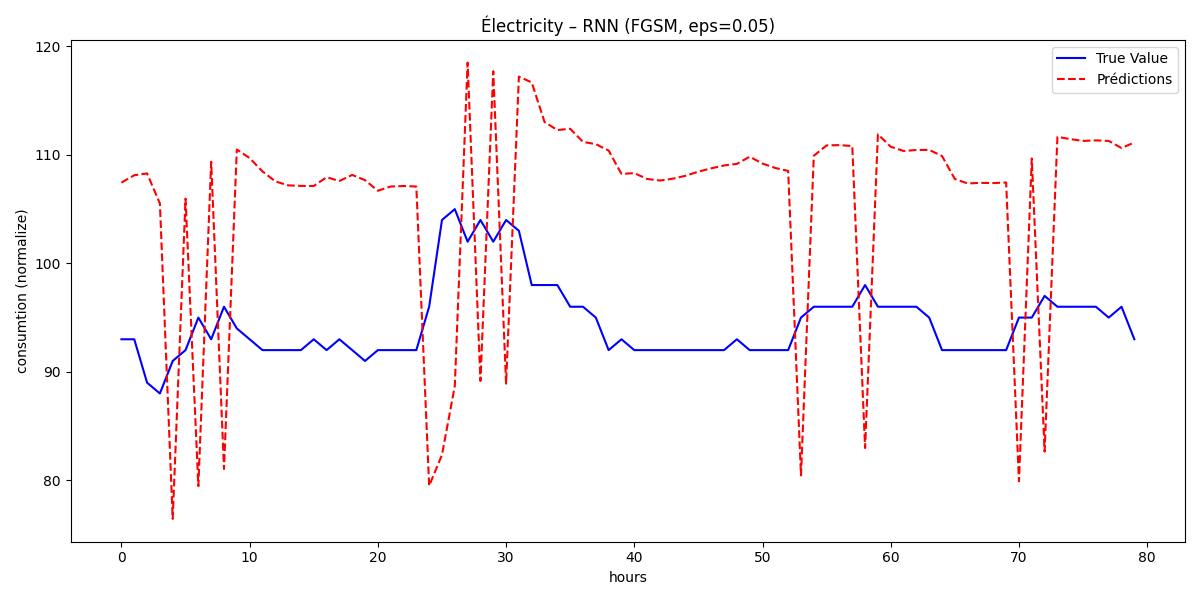 Électricity – RNN (FGSM, eps=0.05)
True Value
Prédictions
consumtion (normalize)
120
110
100
90
80
0 10 20 30 40 50 60 70 80
hours